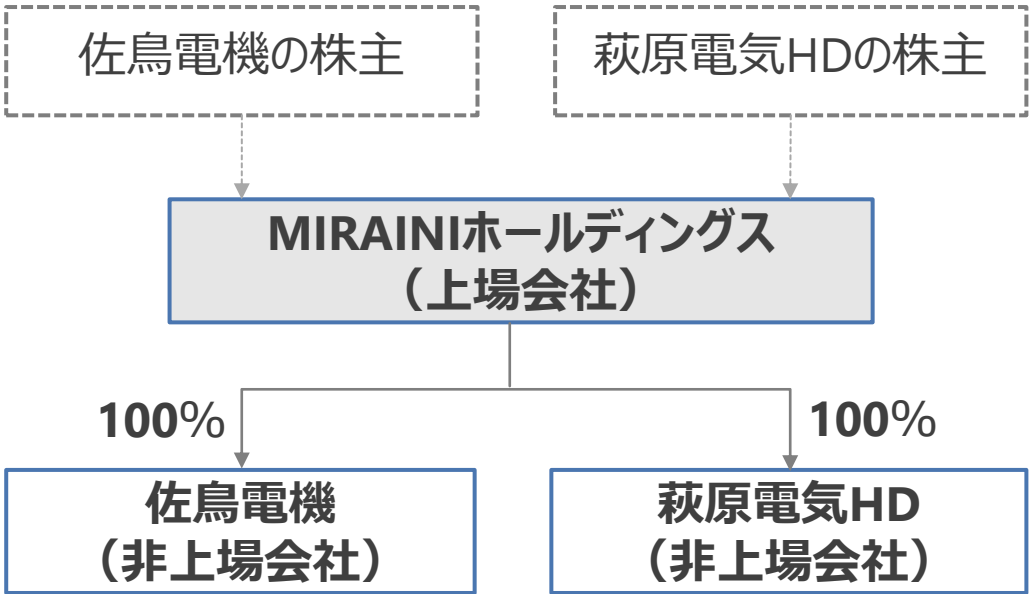 佐鳥電機の株主
萩原電気HDの株主
MIRAINIホールディングス
（上場会社）
100%
100%
佐鳥電機
（非上場会社）
萩原電気HD
（非上場会社）